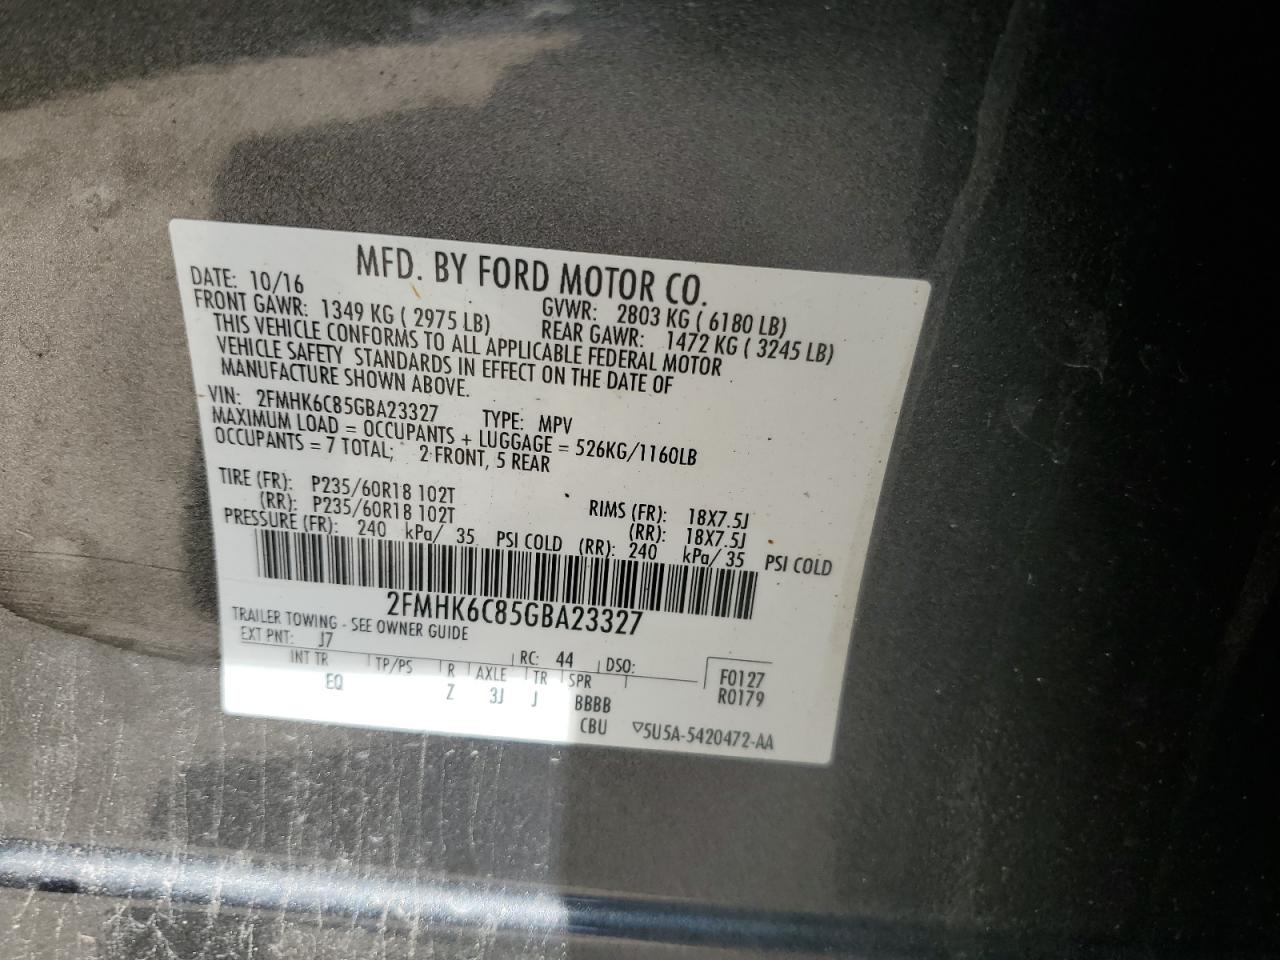 MFD. BY FORD MOTOR CO.
DATE: 10/16 GVWR: 2803 KG ( 6180 LB)
FRONT GAWR: 1349 KG ( 2975 LB) REAR GAWR: 1472 KG ( 3245 LB)
THIS VEHICLE CONFORMS TO ALL APPLICABLE FEDERAL MOTOR
VEHICLE SAFETY STANDARDS IN EFFECT ON THE DATE OF
MANUFACTURE SHOWN ABOVE.
VIN: 2FMHK6C85GBA23327 TYPE: MPV
MAXIMUM LOAD = OCCUPANTS + LUGGAGE = 526KG/1160LB
OCCUPANTS = 7 TOTAL; 2 FRONT, 5 REAR
TIRE (FR): P235/60R18 102T RIMS (FR): 18X7.5J
(RR): P235/60R18 102T (RR): 18X7.5J
PRESSURE (FR): 240 kPa/ 35 PSI COLD (RR): 240 kPa/ 35 PSI COLD
2FMHK6C85GBA23327
TRAILER TOWING - SEE OWNER GUIDE
EXT PNT: J7 RC: 44 DSO: F0127
INT TR TP/PS R AXLE TR SPR R0179
EQ Z 3J J BBBB
CBU ▽5U5A-5420472-AA